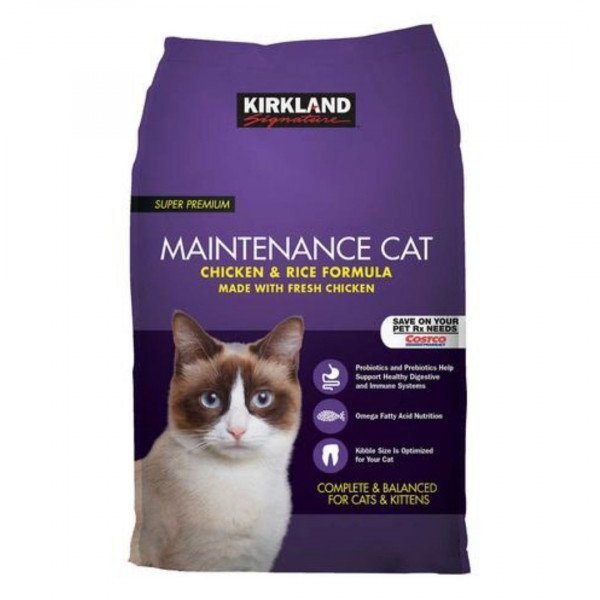 KIRKLAND
Signature
SUPER PREMIUM
MAINTENANCE CAT
CHICKEN & RICE FORMULA
MADE WITH FRESH CHICKEN
SAVE ON YOUR
PET Rx NEEDS
COSTCO
Probiotics and Prebiotics Help
Support Healthy Digestive
and Immune Systems
Omega Fatty Acid Nutrition
Kibble Size Is Optimized
for Your Cat
COMPLETE & BALANCED
FOR CATS & KITTENS